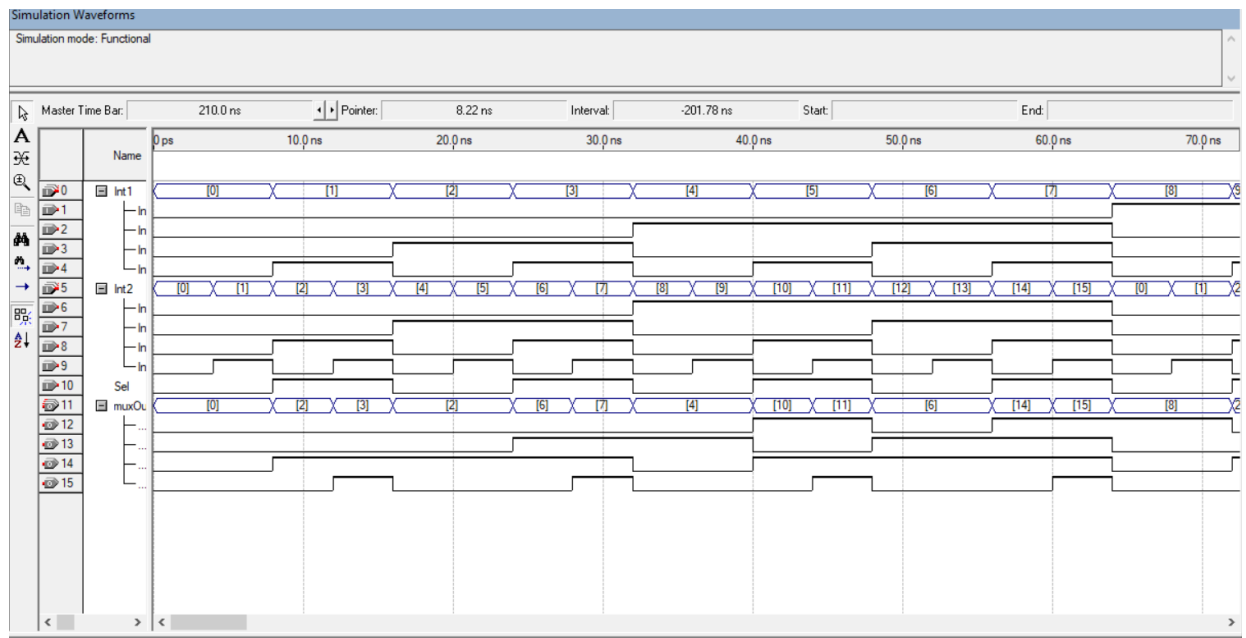 Simulation Waveforms
Simulation mode: Functional
Master Time Bar: 210.0 ns Pointer: 8.22 ns Interval: -201.78 ns Start: End:
Name 0 ps 10.0 ns 20.0 ns 30.0 ns 40.0 ns 50.0 ns 60.0 ns 70.0 ns
0 Int1 [0] [1] [2] [3] [4] [5] [6] [7] [8] [9
1 In
2 In
3 In
4 In
5 Int2 [0] [1] [2] [3] [4] [5] [6] [7] [8] [9] [10] [11] [12] [13] [14] [15] [0] [1] [2
6 In
7 In
8 In
9 In
10 Sel
11 muxOu [0] [2] [3] [2] [6] [7] [4] [10] [11] [6] [14] [15] [8] [2
12 ...
13 ...
14 ...
15 ...